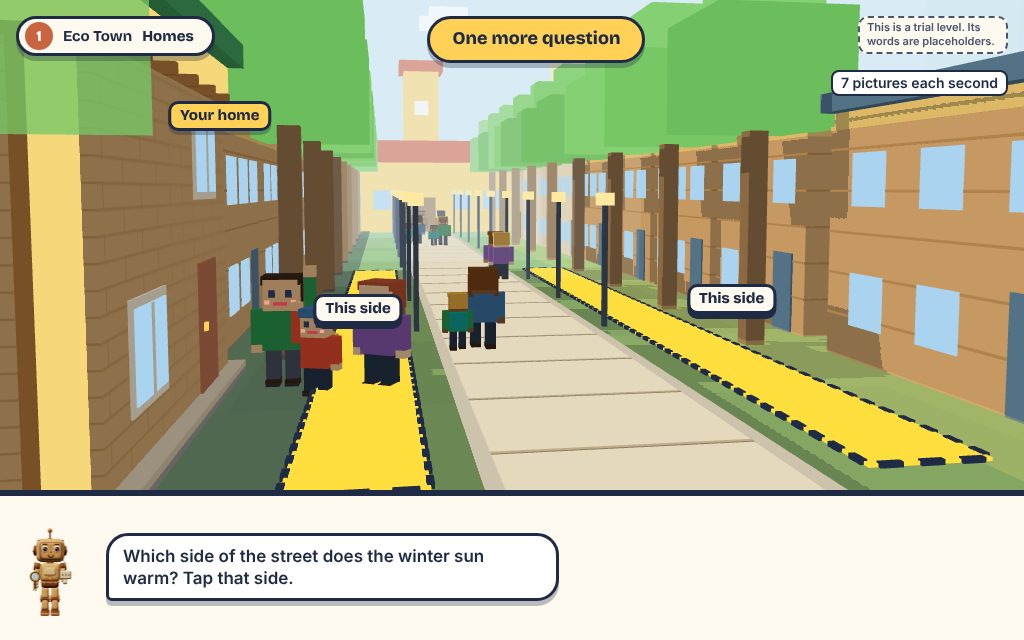 1 Eco Town Homes
One more question
This is a trial level. Its
words are placeholders.
7 pictures each second
Your home
This side
This side
Which side of the street does the winter sun
warm? Tap that side.